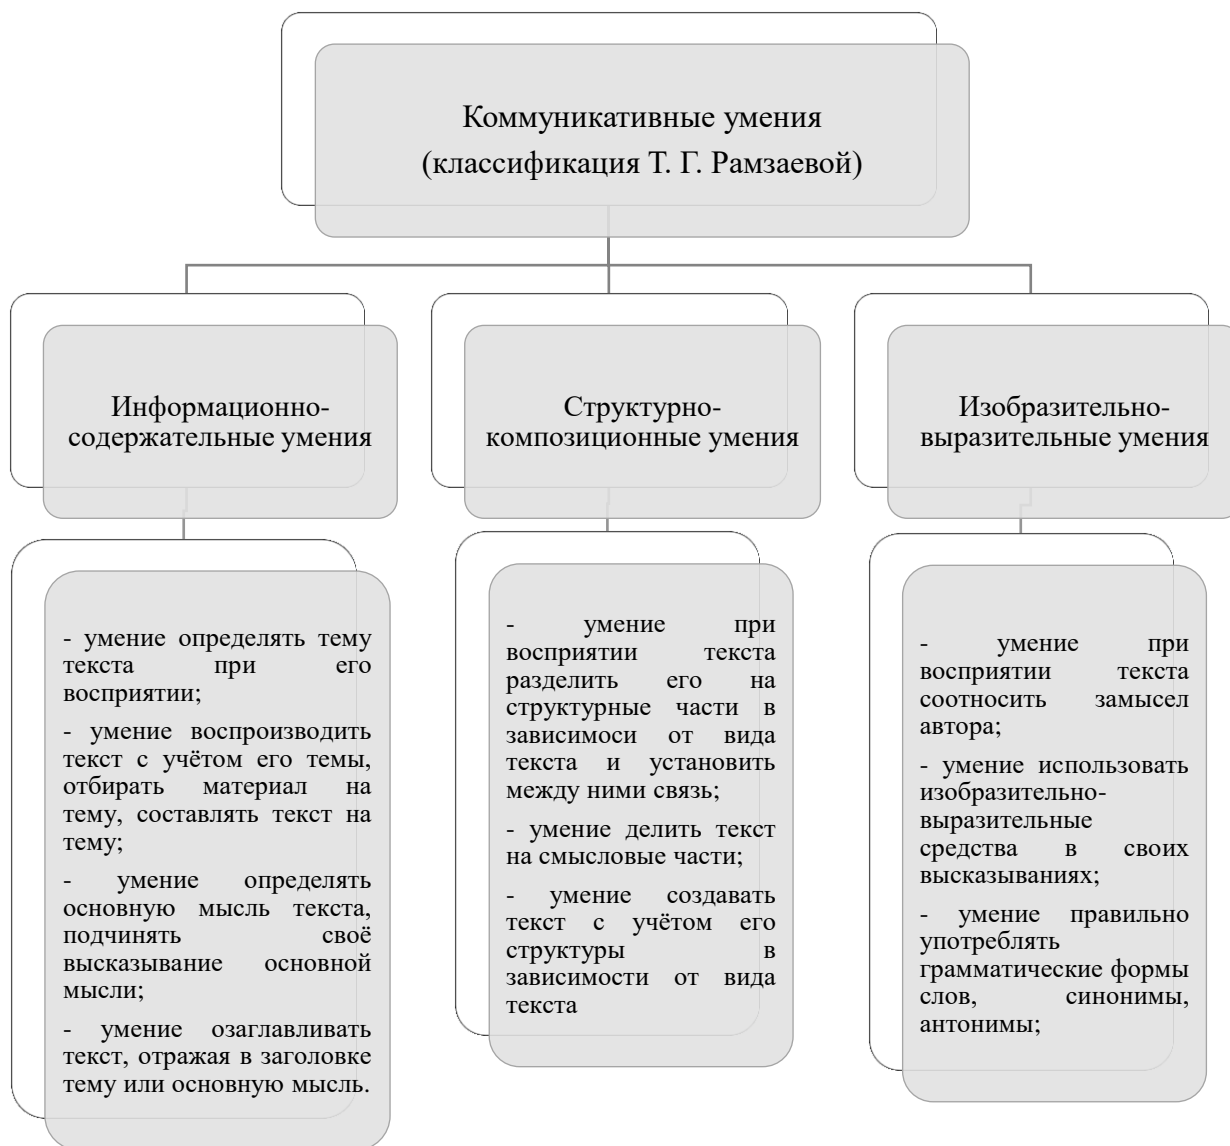 Коммуникативные умения
(классификация Т. Г. Рамзаевой)
Информационно-
содержательные умения
Структурно-
композиционные умения
Изобразительно-
выразительные умения
- умение определять тему
текста при его
восприятии;
- умение воспроизводить
текст с учётом его темы,
отбирать материал на
тему, составлять текст на
тему;
- умение определять
основную мысль текста,
подчинять своё
высказывание основной
мысли;
- умение озаглавливать
текст, отражая в заголовке
тему или основную мысль.
- умение при
восприятии текста
разделить его на
структурные части в
зависимоси от вида
текста и установить
между ними связь;
- умение делить текст
на смысловые части;
- умение создавать
текст с учётом его
структуры в
зависимости от вида
текста
- умение при
восприятии текста
соотносить замысел
автора;
- умение использовать
изобразительно-
выразительные
средства в своих
высказываниях;
- умение правильно
употреблять
грамматические формы
слов, синонимы,
антонимы;